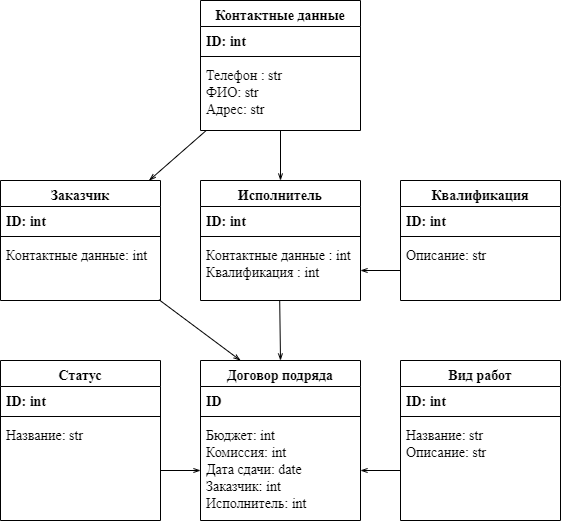 Контактные данные
ID: int
Телефон : str
ФИО: str
Адрес: str
Заказчик
ID: int
Контактные данные: int
Исполнитель
ID: int
Контактные данные : int
Квалификация : int
Квалификация
ID: int
Описание: str
Статус
ID: int
Название: str
Договор подряда
ID
Бюджет: int
Комиссия: int
Дата сдачи: date
Заказчик: int
Исполнитель: int
Вид работ
ID: int
Название: str
Описание: str